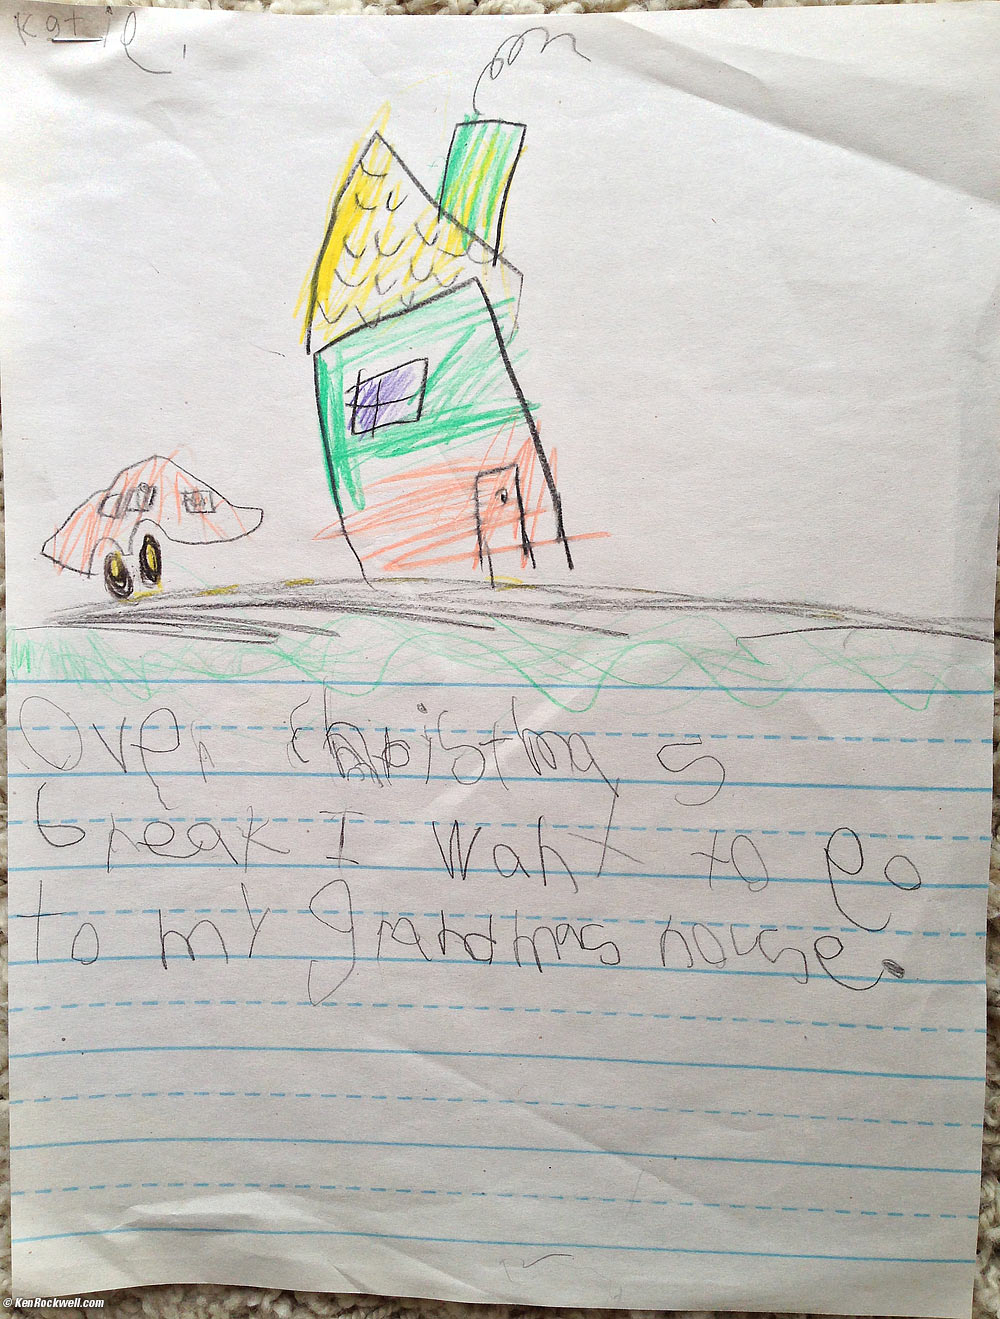 Katie
Over Christmas
break I want to go
to my grandmas house.
© KenRockwell.com